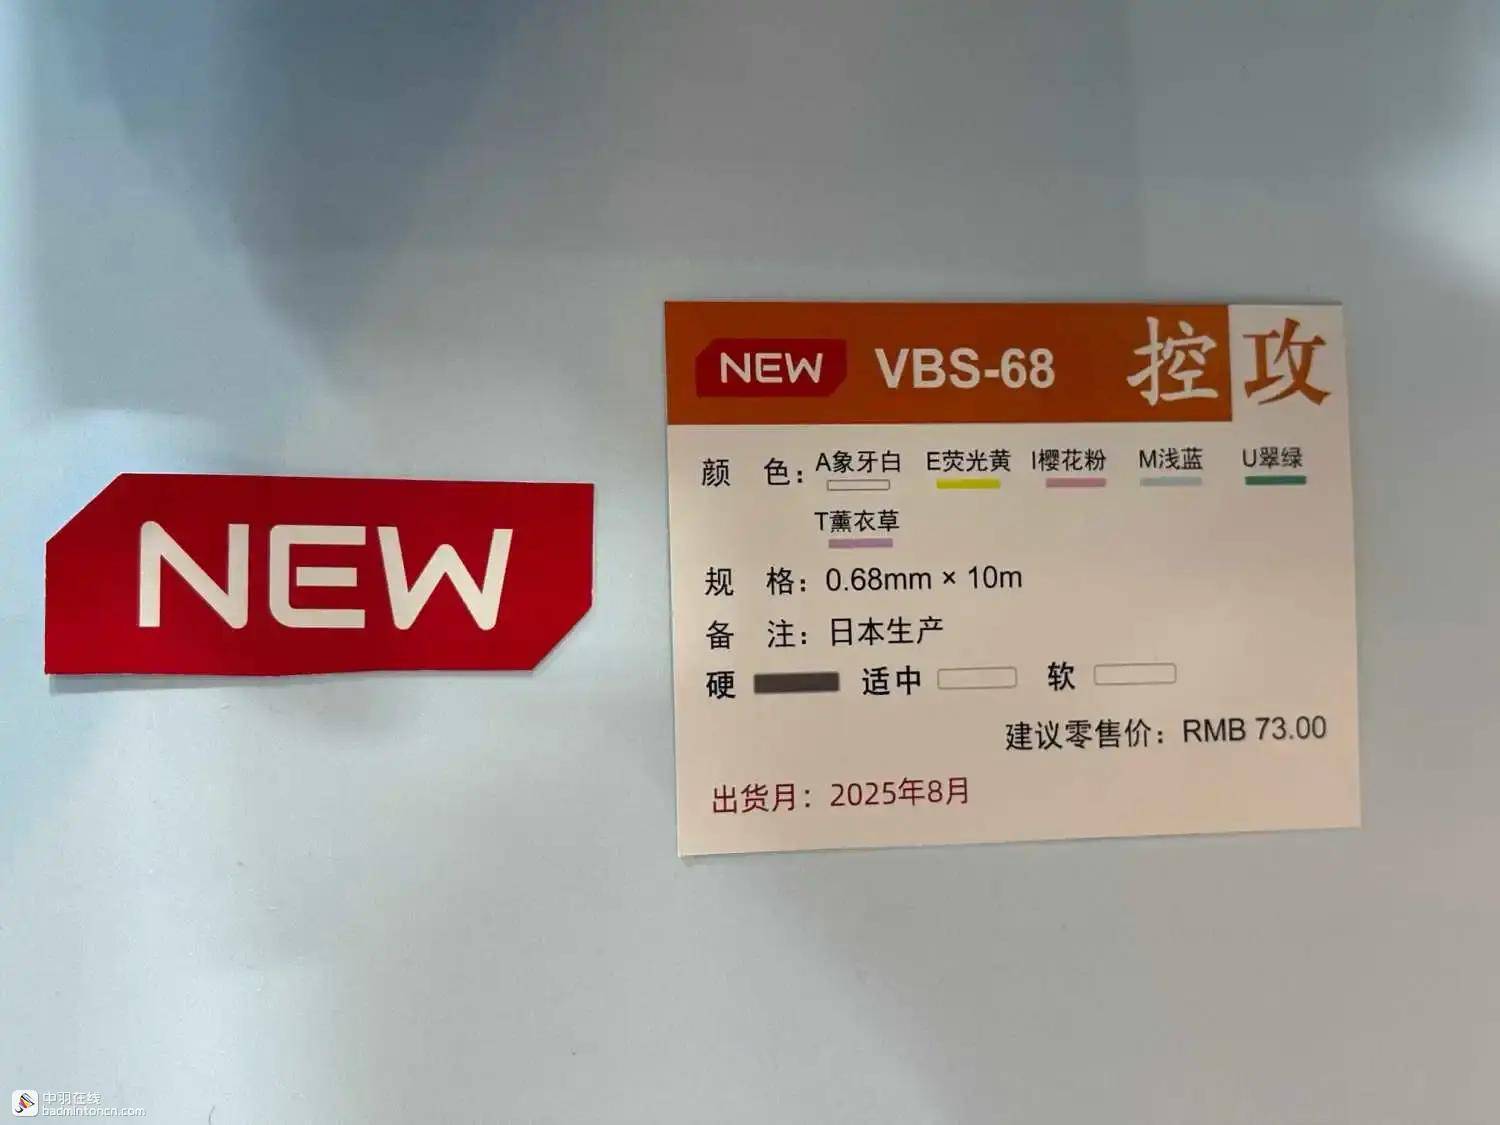 NEW
NEW VBS-68 控 攻
颜 色: A象牙白 E荧光黄 I樱花粉 M浅蓝 U翠绿
T薰衣草
规 格: 0.68mm × 10m
备 注: 日本生产
硬 适中 软
建议零售价: RMB 73.00
出货月: 2025年8月
中羽在线
badmintoncn.com